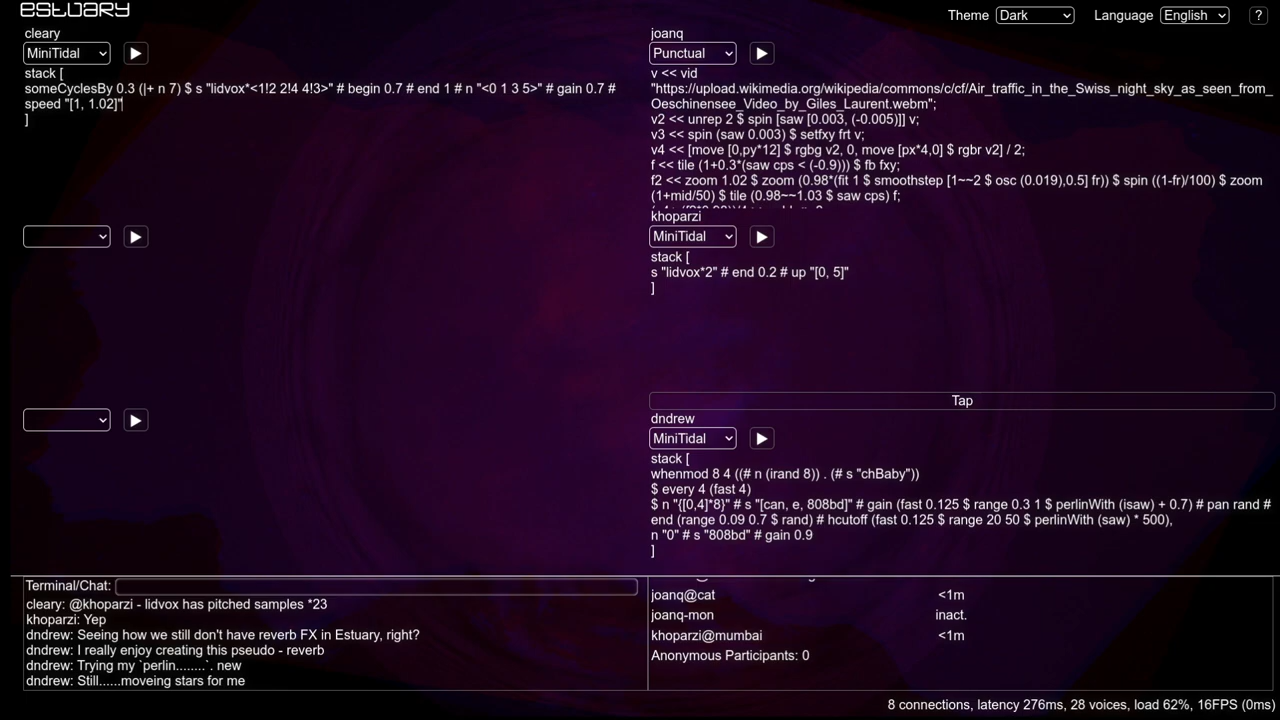 ESTUARY
Theme Dark Language English ?
cleary
MiniTidal
stack [
someCyclesBy 0.3 (|+ n 7) $ s "lidvox*<1!2 2!4 4!3>" # begin 0.7 # end 1 # n "<0 1 3 5>" # gain 0.7 #
speed "[1, 1.02]"
]
joanq
Punctual
v << vid
"https://upload.wikimedia.org/wikipedia/commons/c/cf/Air_traffic_in_the_Swiss_night_sky_as_seen_from_
Oeschinensee_Video_by_Giles_Laurent.webm";
v2 << unrep 2 $ spin [saw [0.003, (-0.005)]] v;
v3 << spin (saw 0.003) $ setfxy frt v;
v4 << [move [0,py*12] $ rgbg v2, 0, move [px*4,0] $ rgbr v2] / 2;
f << tile (1+0.3*(saw cps < (-0.9))) $ fb fxy;
f2 << zoom 1.02 $ zoom (0.98*(fit 1 $ smoothstep [1~~2 $ osc (0.019),0.5] fr)) $ spin ((1-fr)/100) $ zoom
(1+mid/50) $ tile (0.98~~1.03 $ saw cps) f;
khoparzi
MiniTidal
stack [
s "lidvox*2" # end 0.2 # up "[0, 5]"
]
Tap
dndrew
MiniTidal
stack [
whenmod 8 4 ((# n (irand 8)) . (# s "chBaby"))
$ every 4 (fast 4)
$ n "{[0,4]*8}" # s "[can, e, 808bd]" # gain (fast 0.125 $ range 0.3 1 $ perlinWith (isaw) + 0.7) # pan rand #
end (range 0.09 0.7 $ rand) # hcutoff (fast 0.125 $ range 20 50 $ perlinWith (saw) * 500),
n "0" # s "808bd" # gain 0.9
]
Terminal/Chat:
cleary: @khoparzi - lidvox has pitched samples *23
khoparzi: Yep
dndrew: Seeing how we still don't have reverb FX in Estuary, right?
dndrew: I really enjoy creating this pseudo - reverb
dndrew: Trying my `perlin........`. new
dndrew: Still......moveing stars for me
joanq@cat <1m
joanq-mon inact.
khoparzi@mumbai <1m
Anonymous Participants: 0
8 connections, latency 276ms, 28 voices, load 62%, 16FPS (0ms)